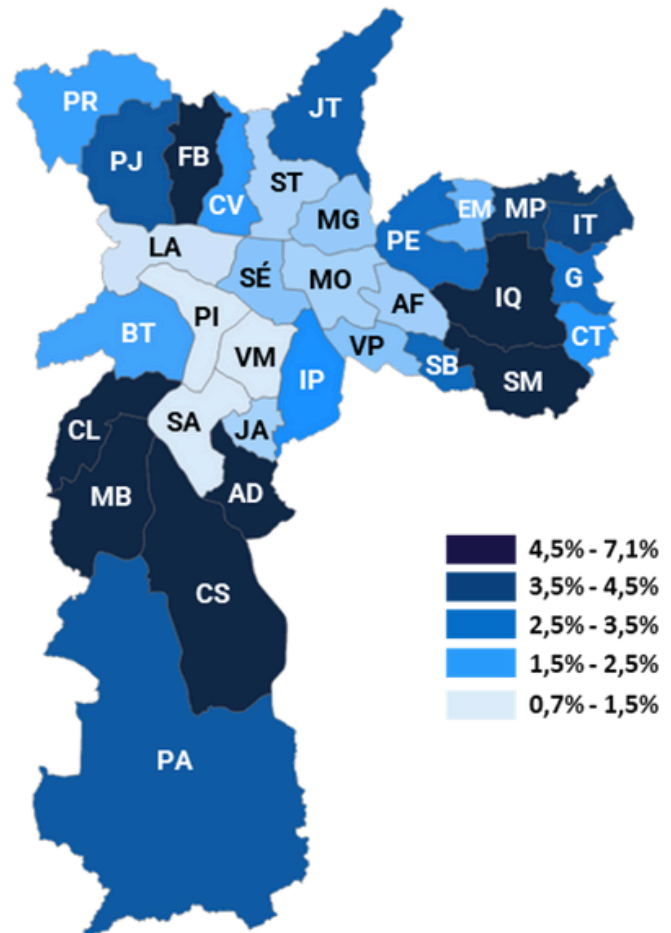 PR
JT
PJ
FB
CV
ST
MG
EM
MP
IT
PE
LA
SÉ
MO
G
AF
IQ
PI
BT
VM
VP
CT
IP
SB
SM
SA
CL
JA
MB
AD
CS
PA
4,5% - 7,1%
3,5% - 4,5%
2,5% - 3,5%
1,5% - 2,5%
0,7% - 1,5%